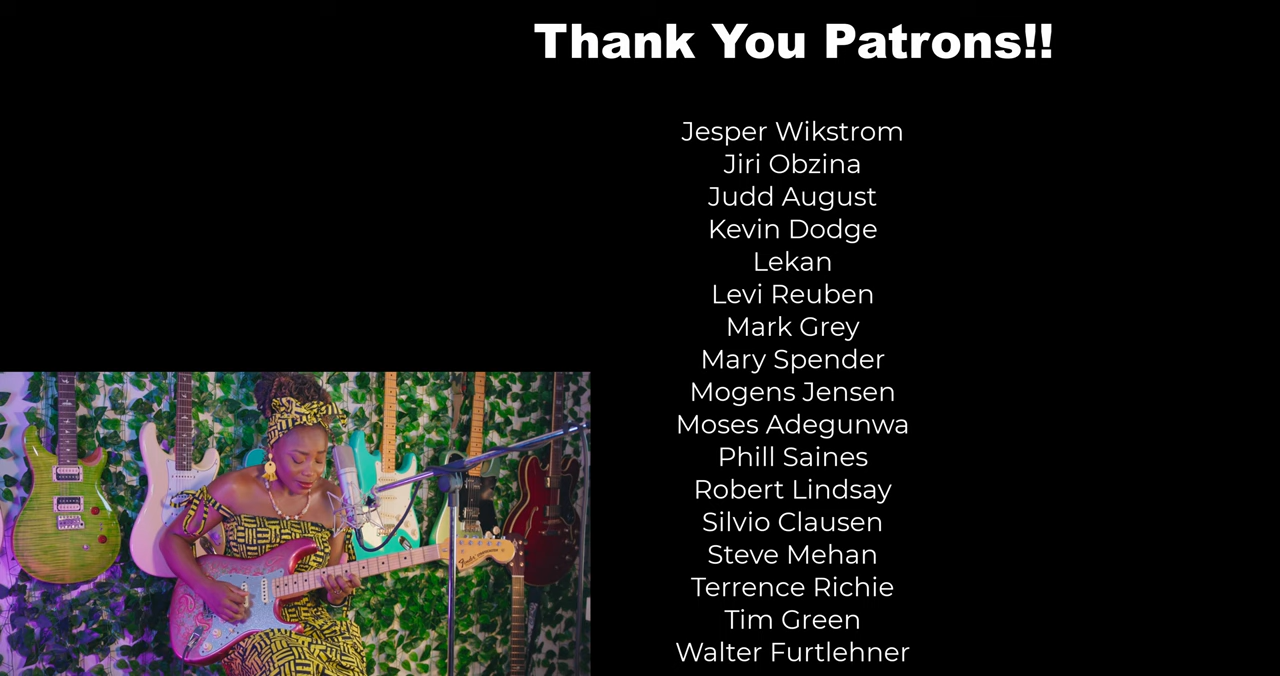 Thank You Patrons!!
Jesper Wikstrom
Jiri Obzina
Judd August
Kevin Dodge
Lekan
Levi Reuben
Mark Grey
Mary Spender
Mogens Jensen
Moses Adegunwa
Phill Saines
Robert Lindsay
Silvio Clausen
Steve Mehan
Terrence Richie
Tim Green
Walter Furtlehner
Fender